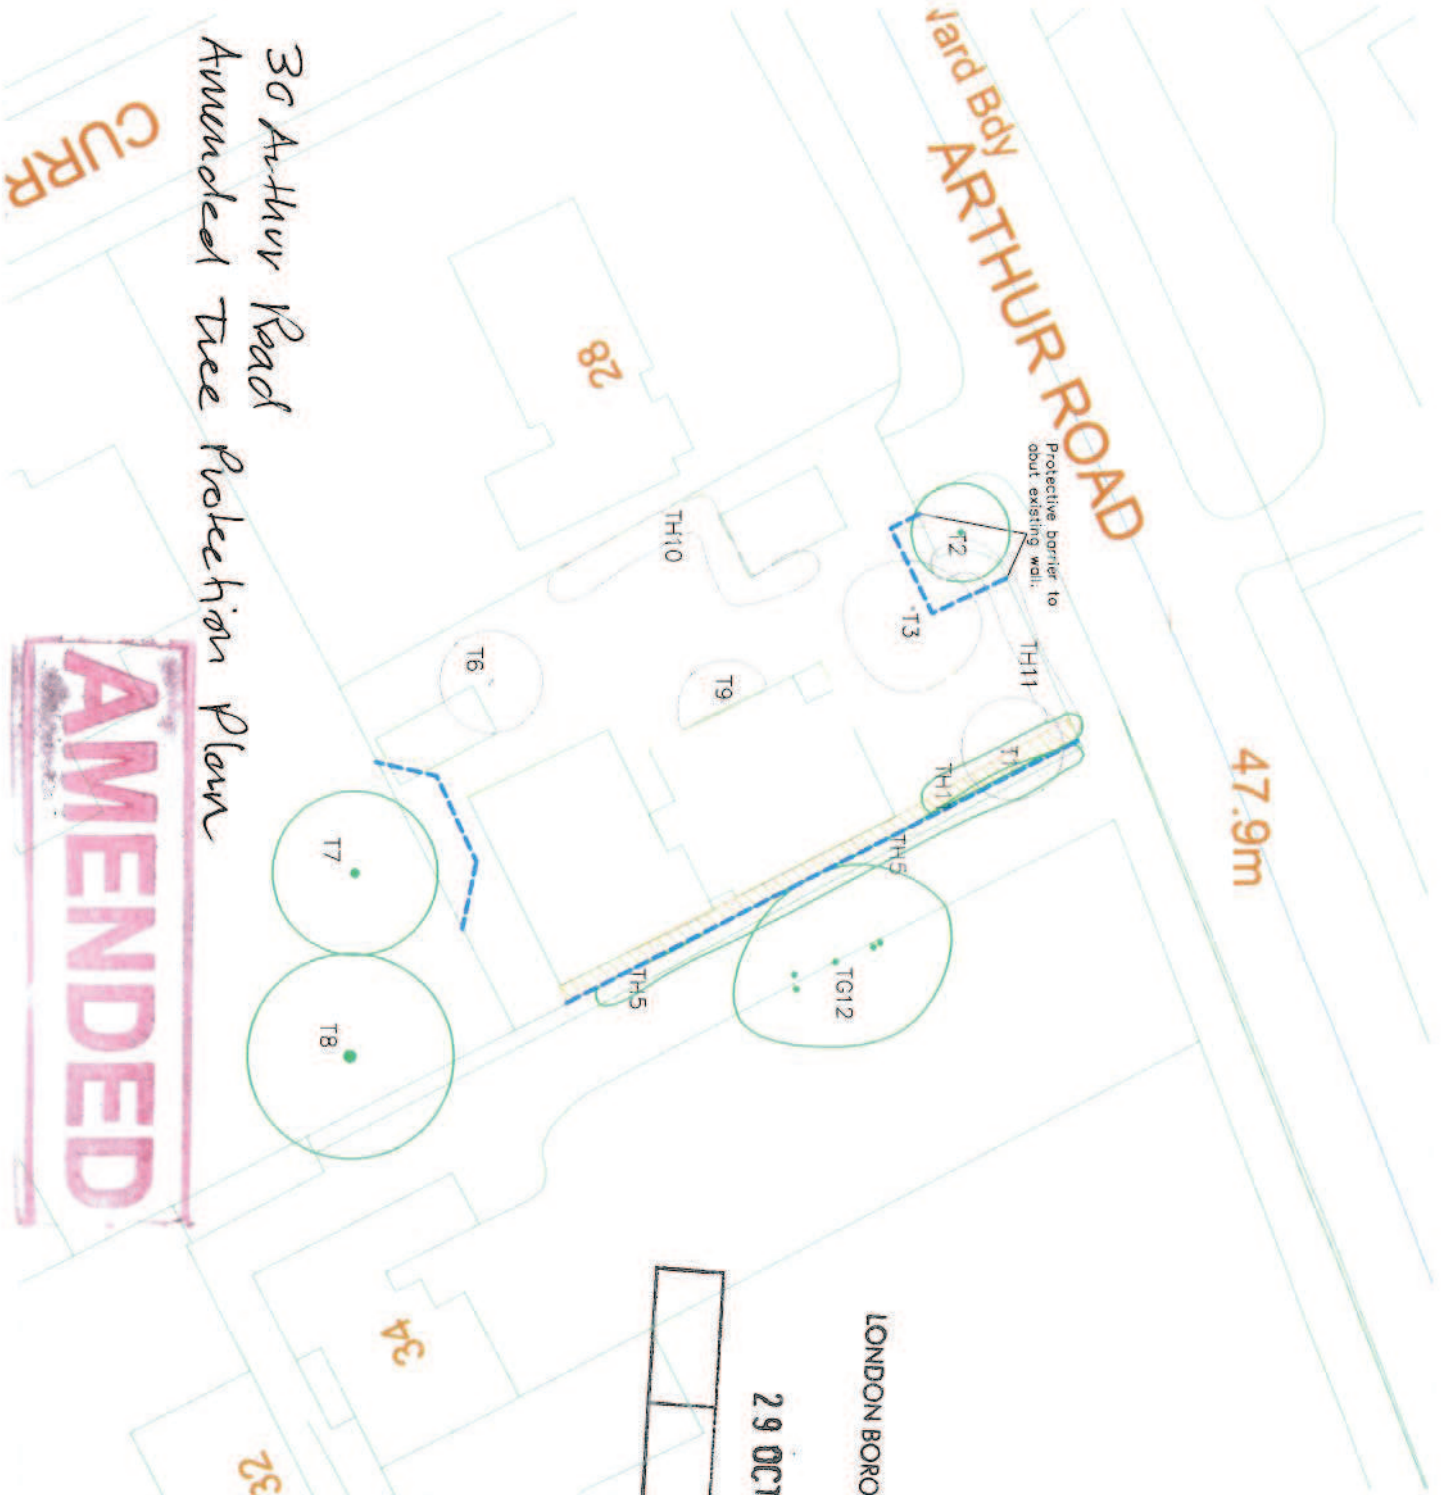 30 Arthur Road
Amended Tree Protection Plan
AMENDED
CURR
Ward Bdy
ARTHUR ROAD
47.9m
28
Protective barrier to
abut existing wall.
T2
T3
TH10
TH11
T6
T9
T1
TH1
TH5
T7
TH5
TG12
T8
34
32
LONDON BORO
29 OCT